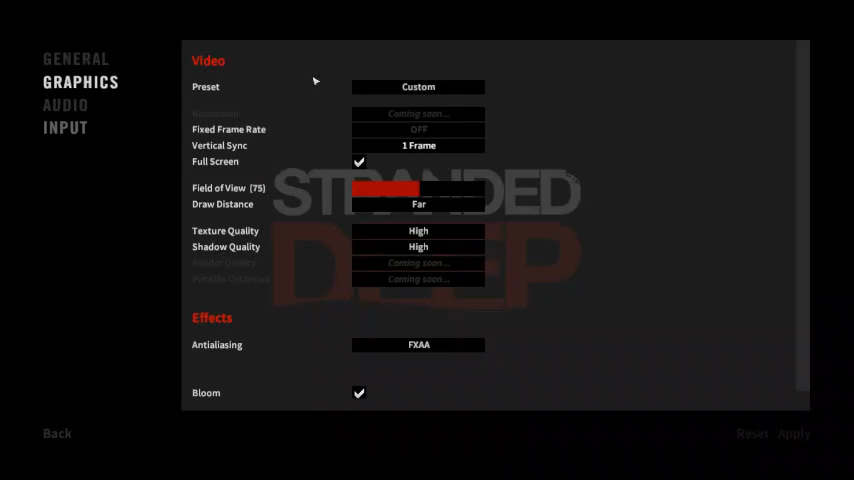 GENERAL
GRAPHICS
AUDIO
INPUT
Video
Preset Custom
Coming soon...
Fixed Frame Rate OFF
Vertical Sync 1 Frame
Full Screen
Field of View (75)
STRANDED
Draw Distance Far
Texture Quality High
Shadow Quality High
DEEP
Coming soon...
Coming soon...
Effects
Antialiasing FXAA
Bloom
Back
Reset Apply